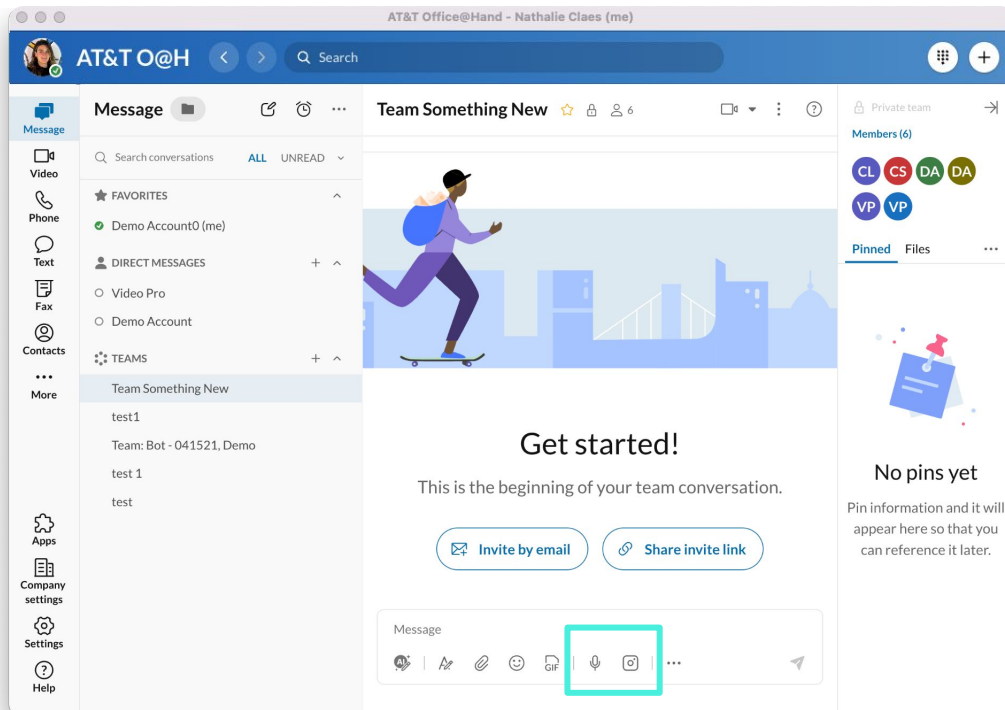 AT&T Office@Hand - Nathalie Claes (me)
AT&T O@H
Search
Message
Video
Phone
Text
Fax
Contacts
More
Apps
Company
settings
Settings
Help
Message
Search conversations ALL UNREAD
FAVORITES
Demo Account0 (me)
DIRECT MESSAGES
Video Pro
Demo Account
TEAMS
Team Something New
test1
Team: Bot - 041521, Demo
test 1
test
Team Something New 6
Get started!
This is the beginning of your team conversation.
Invite by email
Share invite link
Message
AI
GIF
Private team
Members (6)
CL CS DA DA
VP VP
Pinned Files
No pins yet
Pin information and it will
appear here so that you
can reference it later.